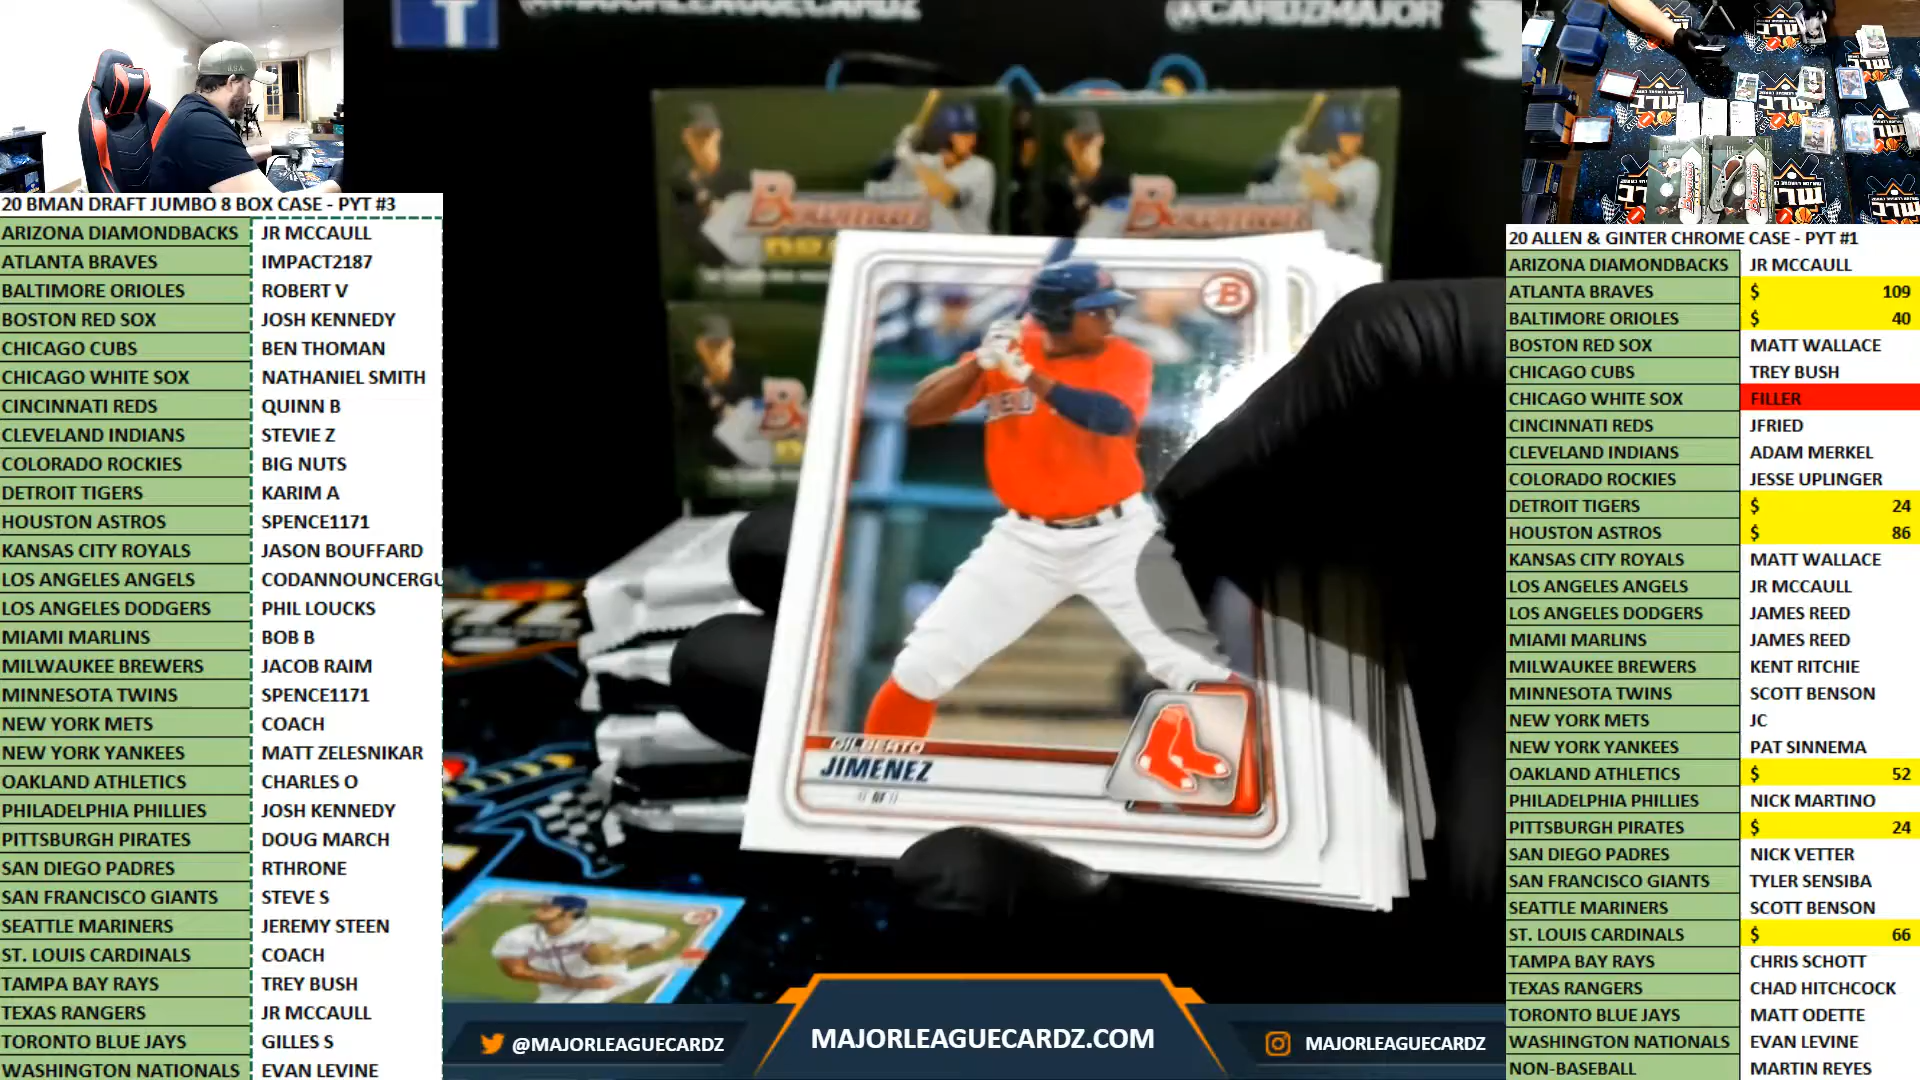 @MAJORLEAGUECARDZ
@CARDZMAJOR
20 BMAN DRAFT JUMBO 8 BOX CASE - PYT #3
ARIZONA DIAMONDBACKS JR MCCAULL
ATLANTA BRAVES IMPACT2187
BALTIMORE ORIOLES ROBERT V
BOSTON RED SOX JOSH KENNEDY
CHICAGO CUBS BEN THOMAN
CHICAGO WHITE SOX NATHANIEL SMITH
CINCINNATI REDS QUINN B
CLEVELAND INDIANS STEVIE Z
COLORADO ROCKIES BIG NUTS
DETROIT TIGERS KARIM A
HOUSTON ASTROS SPENCE1171
KANSAS CITY ROYALS JASON BOUFFARD
LOS ANGELES ANGELS CODANNOUNCERGU
LOS ANGELES DODGERS PHIL LOUCKS
MIAMI MARLINS BOB B
MILWAUKEE BREWERS JACOB RAIM
MINNESOTA TWINS SPENCE1171
NEW YORK METS COACH
NEW YORK YANKEES MATT ZELESNIKAR
OAKLAND ATHLETICS CHARLES O
PHILADELPHIA PHILLIES JOSH KENNEDY
PITTSBURGH PIRATES DOUG MARCH
SAN DIEGO PADRES RTHRONE
SAN FRANCISCO GIANTS STEVE S
SEATTLE MARINERS JEREMY STEEN
ST. LOUIS CARDINALS COACH
TAMPA BAY RAYS TREY BUSH
TEXAS RANGERS JR MCCAULL
TORONTO BLUE JAYS GILLES S
WASHINGTON NATIONALS EVAN LEVINE
Bowman
Bowman
B
GILBERTO
JIMENEZ
OF
@MAJORLEAGUECARDZ
MAJORLEAGUECARDZ.COM
MAJORLEAGUECARDZ
20 ALLEN & GINTER CHROME CASE - PYT #1
ARIZONA DIAMONDBACKS JR MCCAULL
ATLANTA BRAVES $ 109
BALTIMORE ORIOLES $ 40
BOSTON RED SOX MATT WALLACE
CHICAGO CUBS TREY BUSH
CHICAGO WHITE SOX FILLER
CINCINNATI REDS JFRIED
CLEVELAND INDIANS ADAM MERKEL
COLORADO ROCKIES JESSE UPLINGER
DETROIT TIGERS $ 24
HOUSTON ASTROS $ 86
KANSAS CITY ROYALS MATT WALLACE
LOS ANGELES ANGELS JR MCCAULL
LOS ANGELES DODGERS JAMES REED
MIAMI MARLINS JAMES REED
MILWAUKEE BREWERS KENT RITCHIE
MINNESOTA TWINS SCOTT BENSON
NEW YORK METS JC
NEW YORK YANKEES PAT SINNEMA
OAKLAND ATHLETICS $ 52
PHILADELPHIA PHILLIES NICK MARTINO
PITTSBURGH PIRATES $ 24
SAN DIEGO PADRES NICK VETTER
SAN FRANCISCO GIANTS TYLER SENSIBA
SEATTLE MARINERS SCOTT BENSON
ST. LOUIS CARDINALS $ 66
TAMPA BAY RAYS CHRIS SCHOTT
TEXAS RANGERS CHAD HITCHCOCK
TORONTO BLUE JAYS MATT ODETTE
WASHINGTON NATIONALS EVAN LEVINE
NON-BASEBALL MARTIN REYES